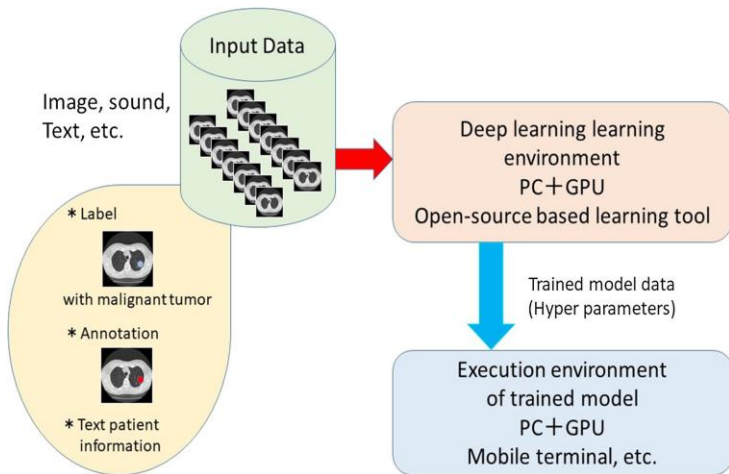 Input Data
Image, sound,
Text, etc.
* Label
with malignant tumor
* Annotation
* Text patient
information
Deep learning learning
environment
PC+GPU
Open-source based learning tool
Trained model data
(Hyper parameters)
Execution environment
of trained model
PC+GPU
Mobile terminal, etc.